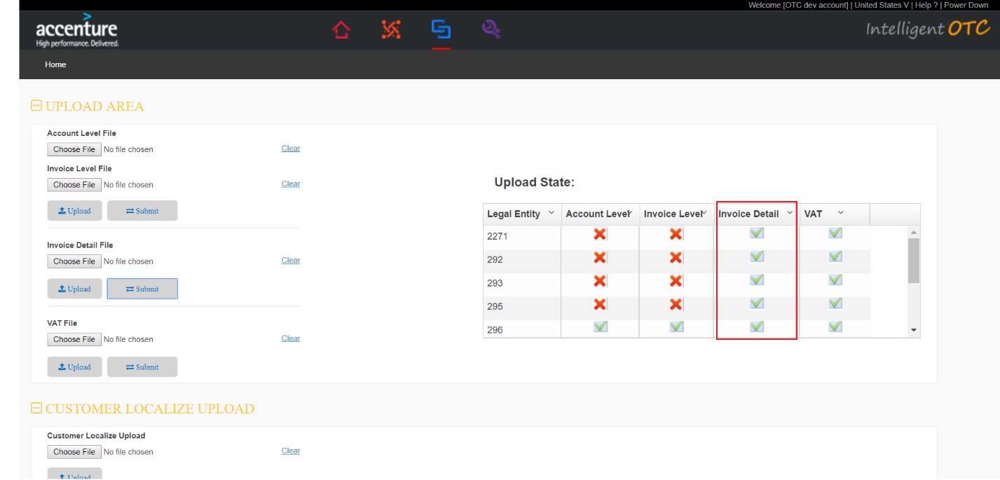 Welcome [OTC dev account] | United States V | Help ? | Power Down
accenture
High performance. Delivered.
Intelligent OTC
Home
UPLOAD AREA
Account Level File
Choose File No file chosen Clear
Invoice Level File
Choose File No file chosen Clear
Upload Submit
Invoice Detail File
Choose File No file chosen Clear
Upload Submit
VAT File
Choose File No file chosen Clear
Upload Submit
Upload State:
Legal Entity Account Level Invoice Level Invoice Detail VAT
2271
292
293
295
296
CUSTOMER LOCALIZE UPLOAD
Customer Localize Upload
Choose File No file chosen Clear
Upload